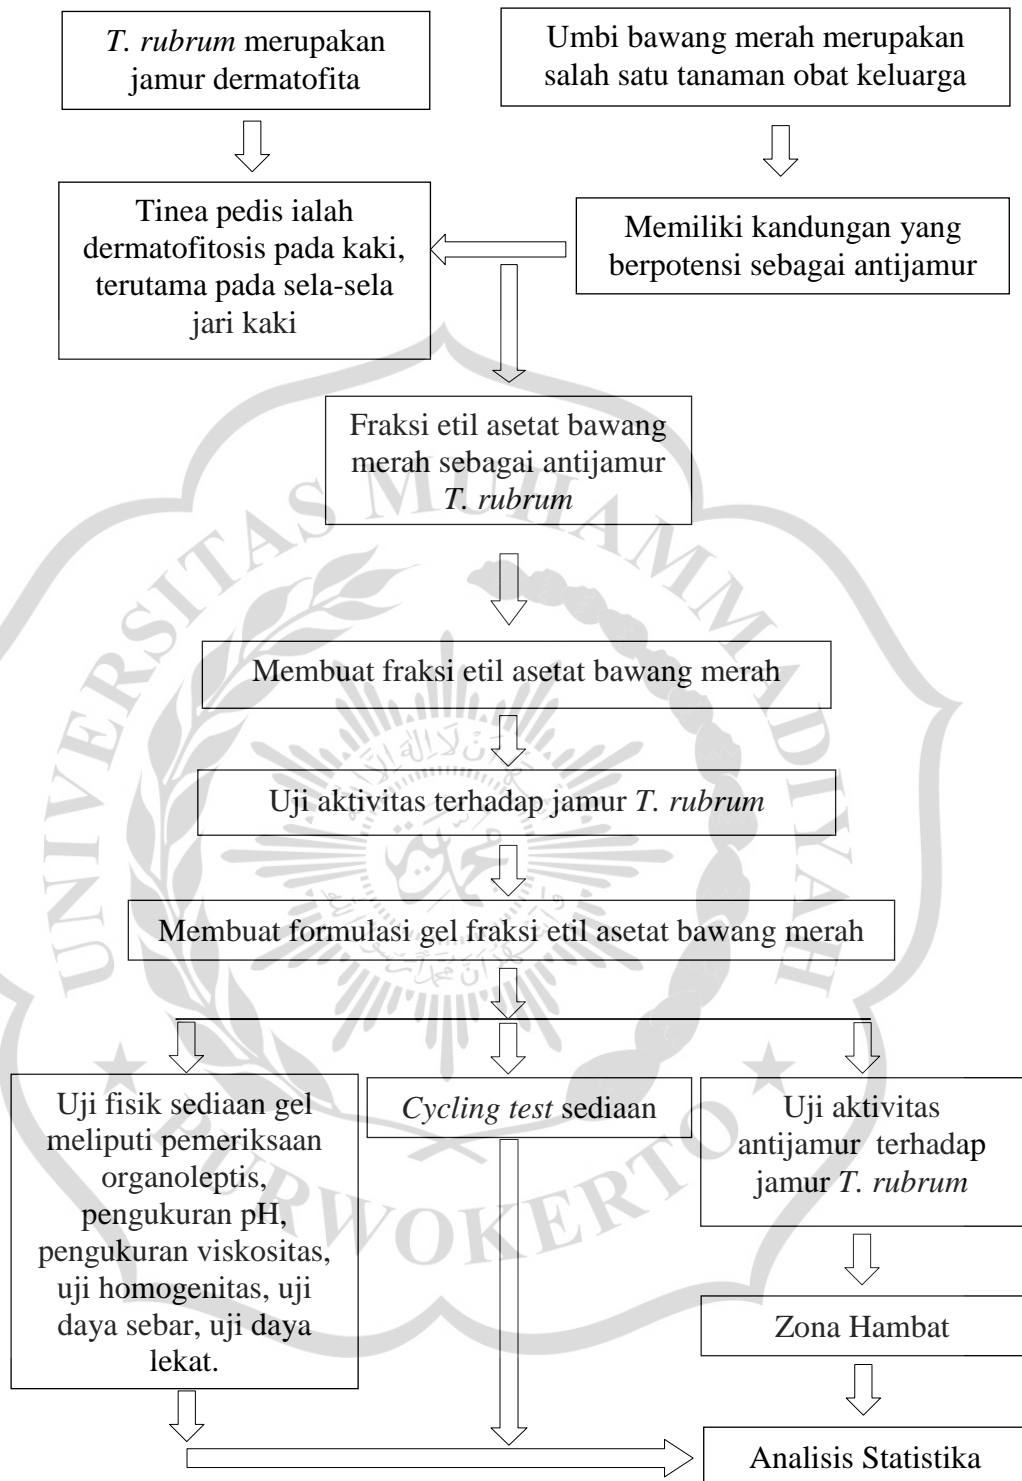 T. rubrum merupakan
jamur dermatofita
Umbi bawang merah merupakan
salah satu tanaman obat keluarga
Tinea pedis ialah
dermatofitosis pada kaki,
terutama pada sela-sela
jari kaki
Memiliki kandungan yang
berpotensi sebagai antijamur
Fraksi etil asetat bawang
merah sebagai antijamur
T. rubrum
Membuat fraksi etil asetat bawang merah
Uji aktivitas terhadap jamur T. rubrum
Membuat formulasi gel fraksi etil asetat bawang merah
Uji fisik sediaan gel
meliputi pemeriksaan
organoleptis,
pengukuran pH,
pengukuran viskositas,
uji homogenitas, uji
daya sebar, uji daya
lekat.
Cycling test sediaan
Uji aktivitas
antijamur terhadap
jamur T. rubrum
Zona Hambat
Analisis Statistika
UNIVERSITAS MUHAMMADIYAH
PURWOKERTO